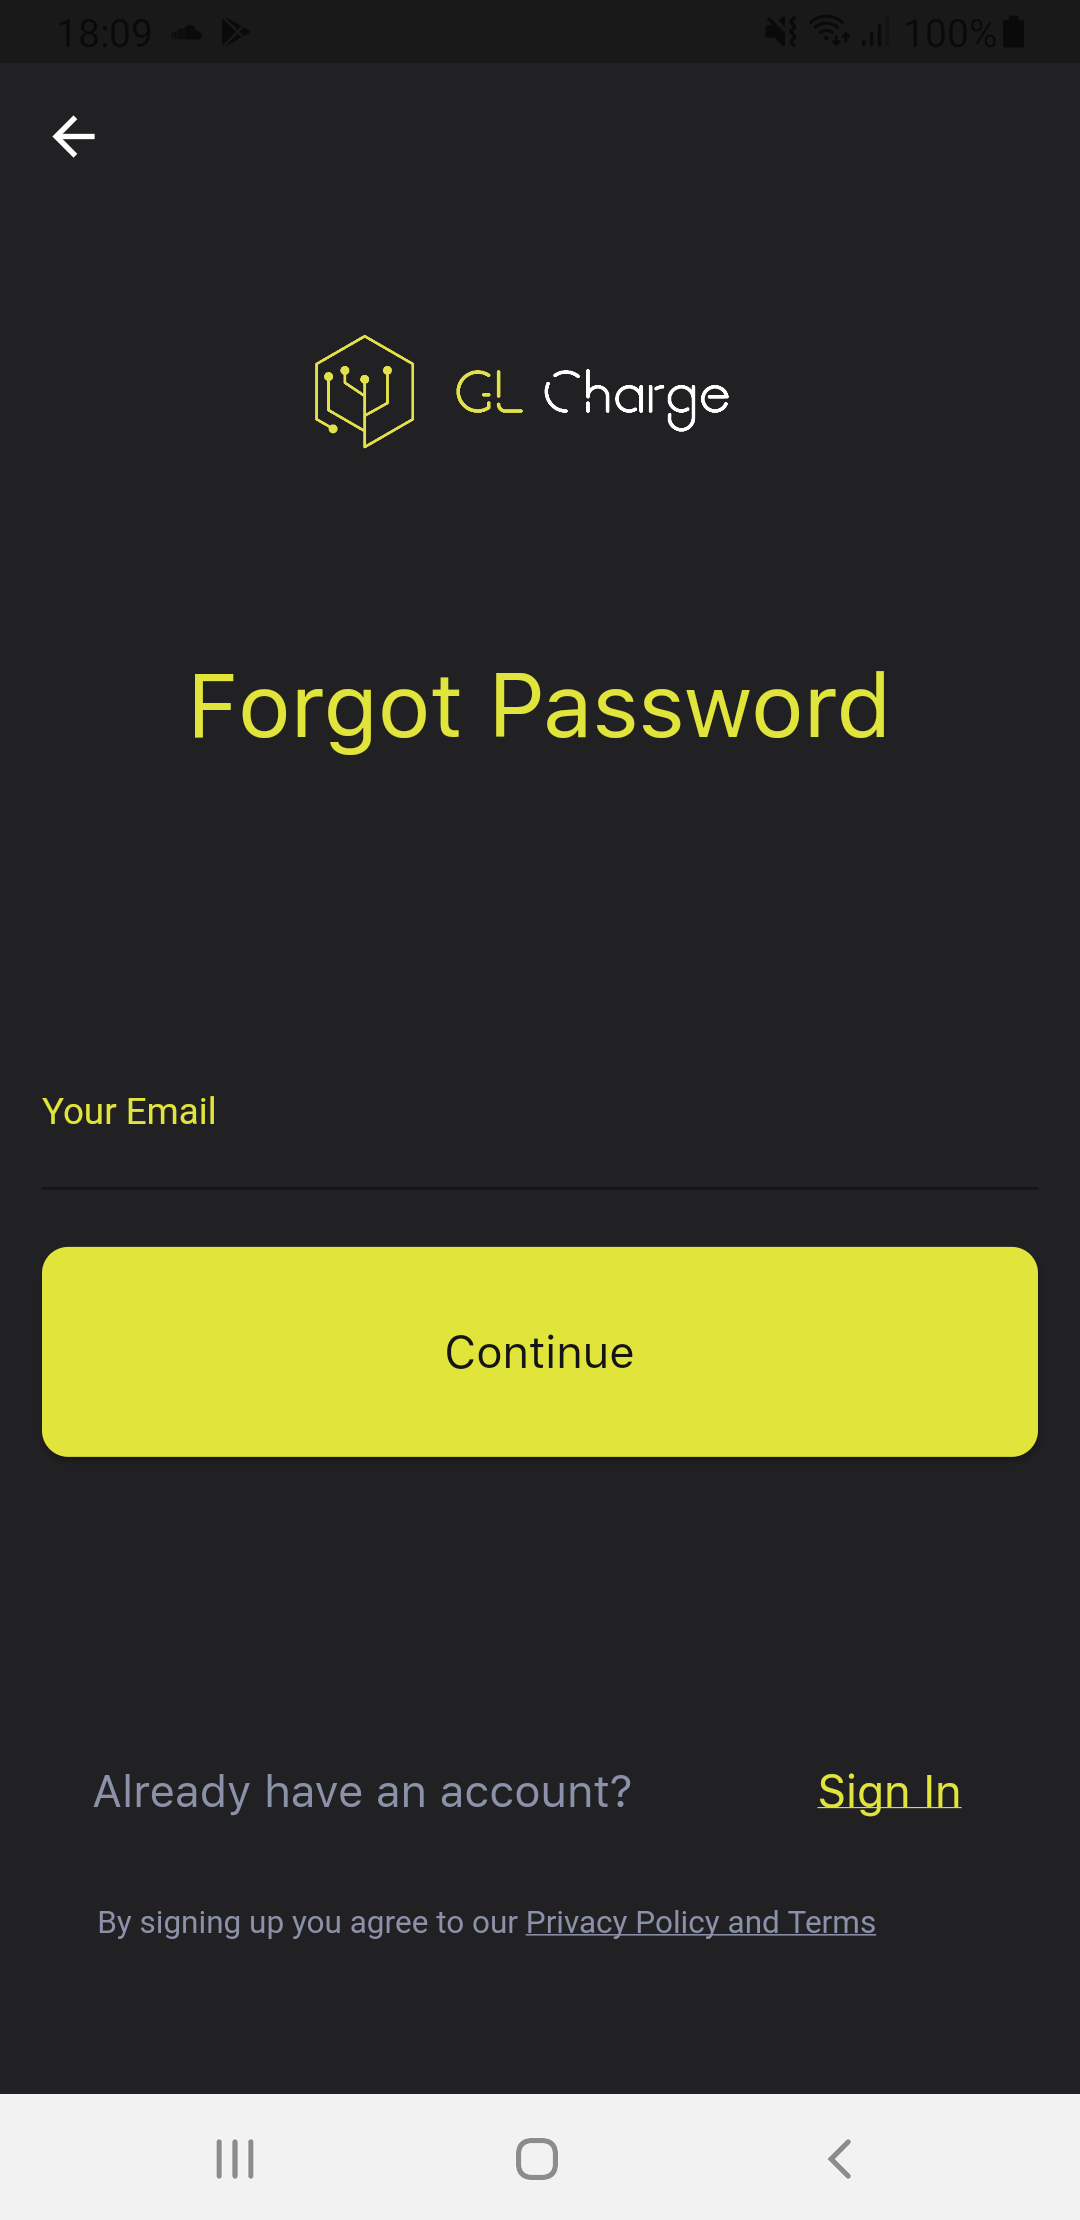 18:09 100%
GL Charge
Forgot Password
Your Email
Continue
Already have an account? Sign In
By signing up you agree to our Privacy Policy and Terms